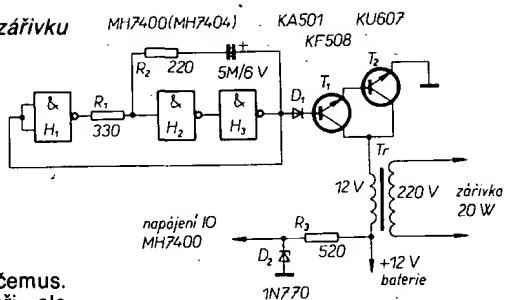 zářivku
MH7400(MH7404)
KA501
KU607
KF508
R₂
220
5M/6 V
+
&
H₁
R₁
330
&
H₂
&
H₃
D₁
T₁
T₂
Tr
12 V
220 V
zářivka
20 W
napájení IO
MH7400
R₃
520
D₂
1N770
+12 V
baterie
čemus.